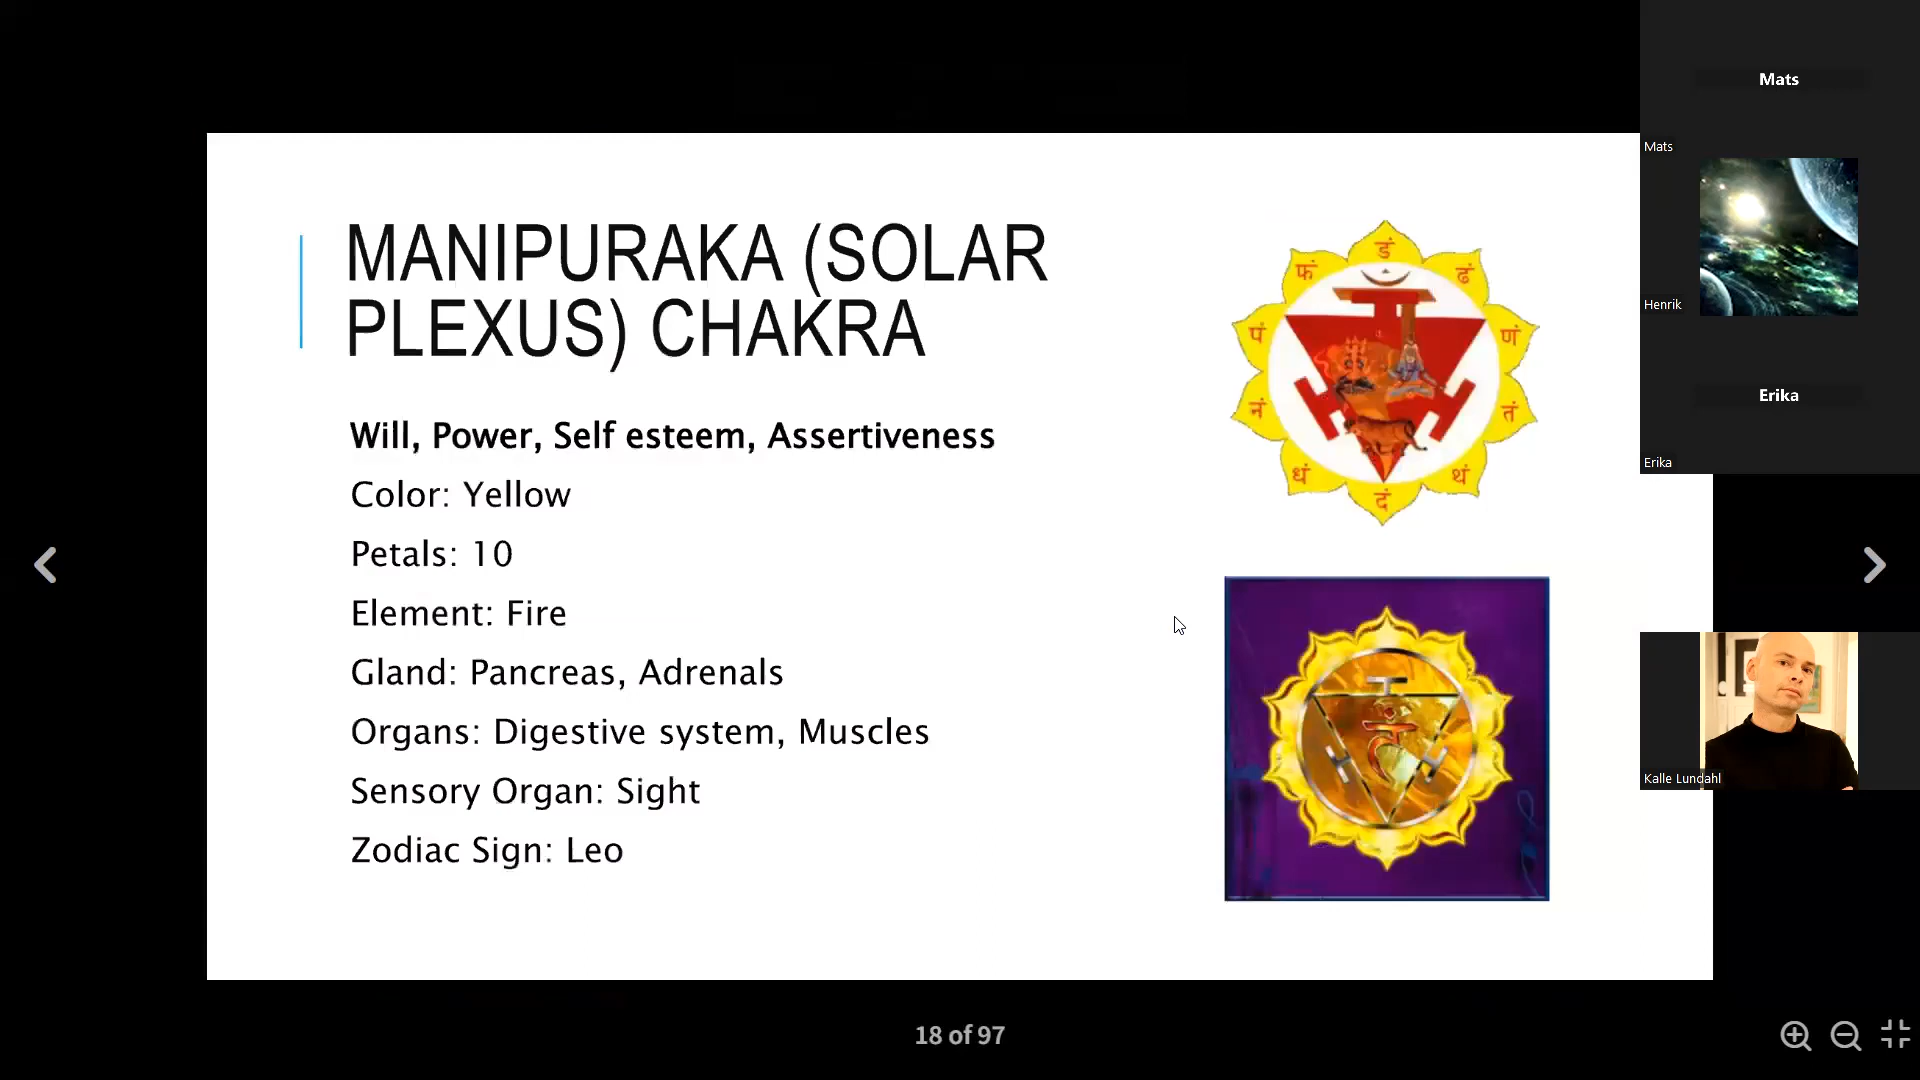 MANIPURAKA (SOLAR
PLEXUS) CHAKRA
Will, Power, Self esteem, Assertiveness
Color: Yellow
Petals: 10
Element: Fire
Gland: Pancreas, Adrenals
Organs: Digestive system, Muscles
Sensory Organ: Sight
Zodiac Sign: Leo
डं
ढं
णं
तं
थं
दं
धं
नं
पं
फं
Mats
Mats
Henrik
Erika
Erika
Kalle Lundahl
18 of 97